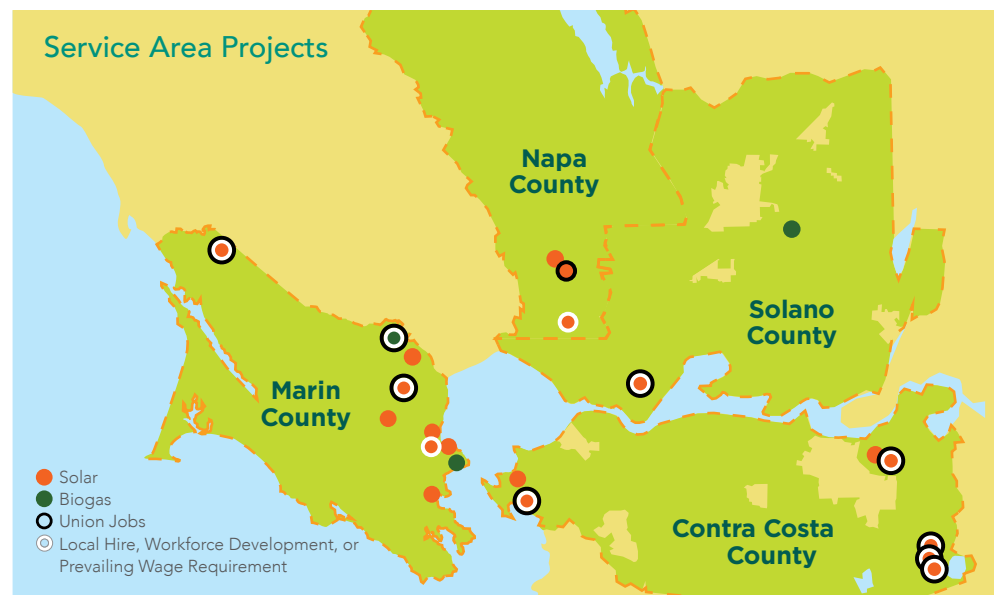 Service Area Projects
Napa
County
Solano
County
Marin
County
Contra Costa
County
Solar
Biogas
Union Jobs
Local Hire, Workforce Development, or
Prevailing Wage Requirement